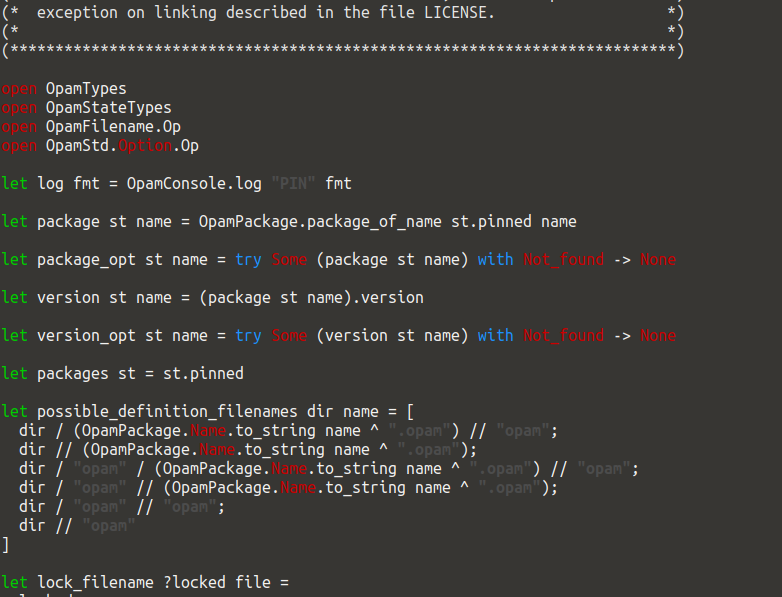 (*  exception on linking described in the file LICENSE.                   *)
(*                                                                        *)
(**************************************************************************)
open OpamTypes
open OpamStateTypes
open OpamFilename.Op
open OpamStd.Option.Op
let log fmt = OpamConsole.log "PIN" fmt
let package st name = OpamPackage.package_of_name st.pinned name
let package_opt st name = try Some (package st name) with Not_found -> None
let version st name = (package st name).version
let version_opt st name = try Some (version st name) with Not_found -> None
let packages st = st.pinned
let possible_definition_filenames dir name = [
  dir / (OpamPackage.Name.to_string name ^ ".opam") // "opam";
  dir // (OpamPackage.Name.to_string name ^ ".opam");
  dir / "opam" / (OpamPackage.Name.to_string name ^ ".opam") // "opam";
  dir / "opam" // (OpamPackage.Name.to_string name ^ ".opam");
  dir / "opam" // "opam";
  dir // "opam"
]
let lock_filename ?locked file =